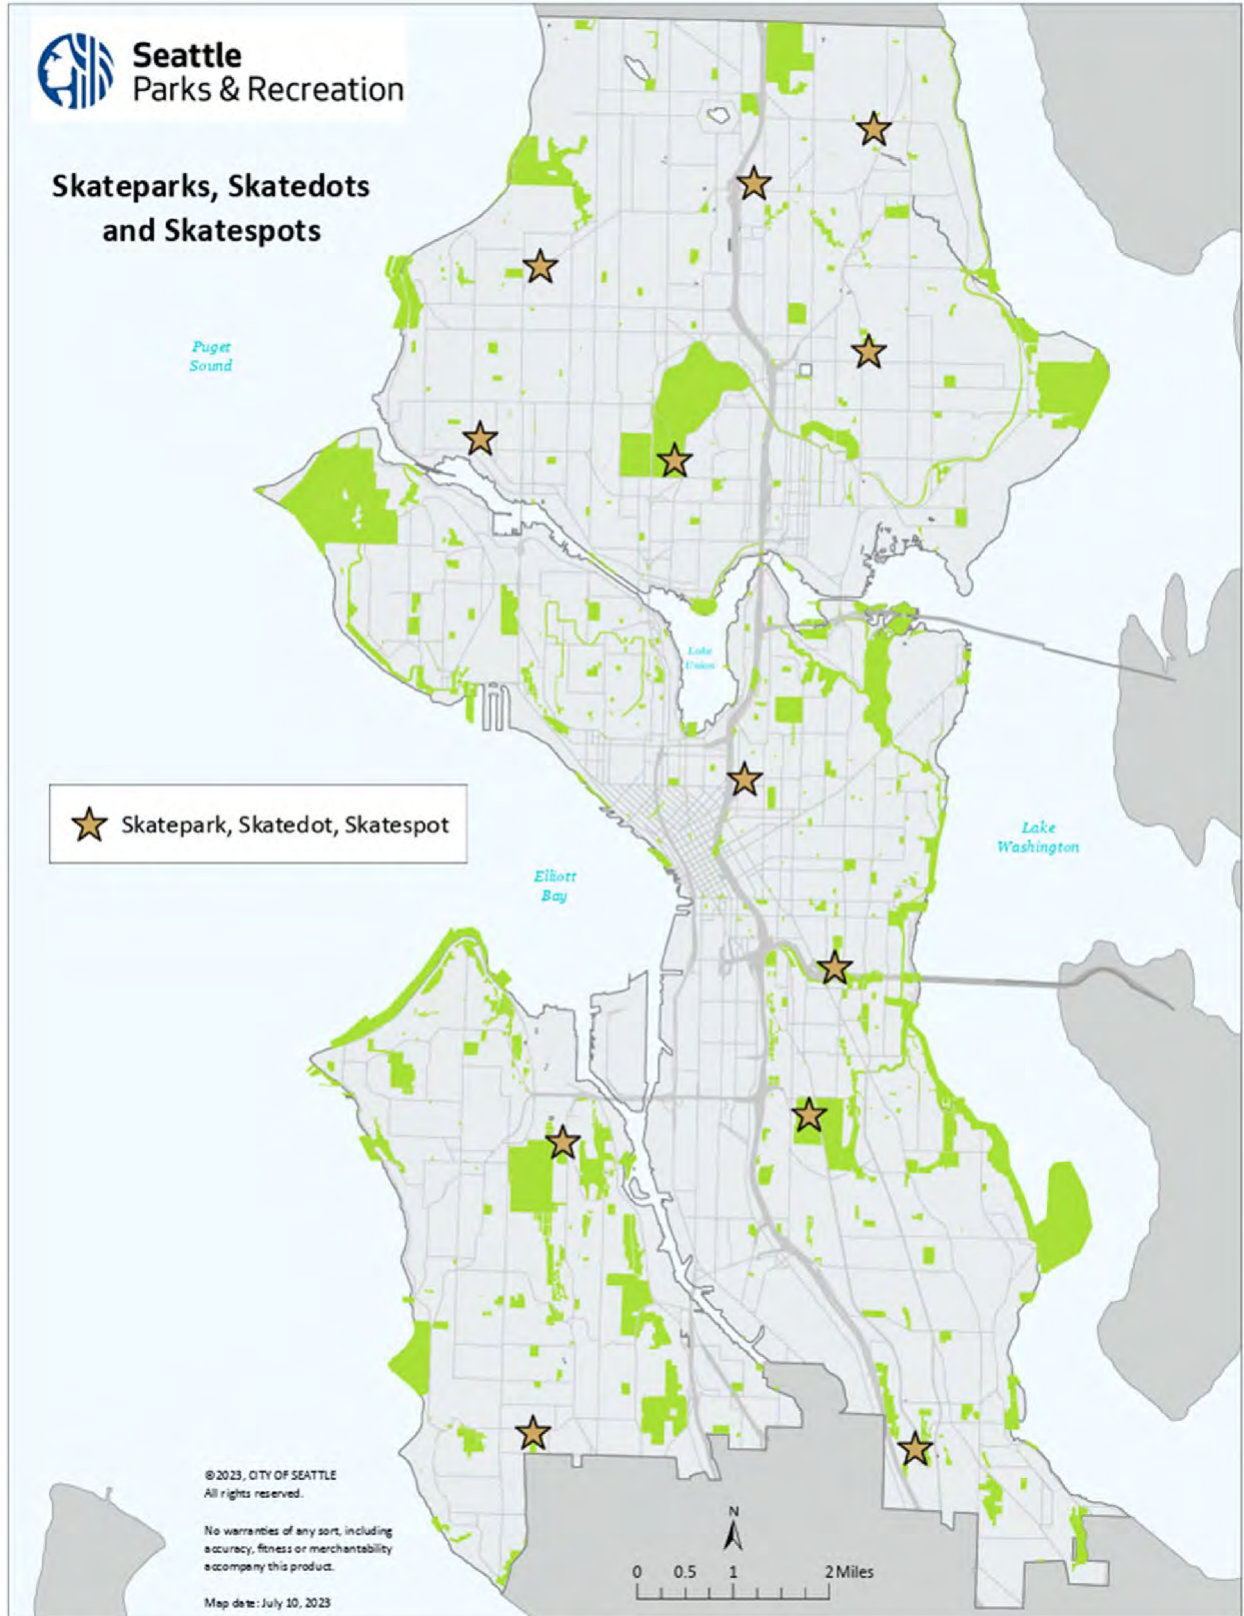 Seattle
Parks & Recreation
Skateparks, Skatedots
and Skatespots
Puget
Sound
Lake
Union
Skatepark, Skatedot, Skatespot
Lake
Washington
Elliott
Bay
©2023, CITY OF SEATTLE
All rights reserved.
No warranties of any sort, including
accuracy, fitness or merchantability
accompany this product.
Map date: July 10, 2023
N
0 0.5 1 2 Miles